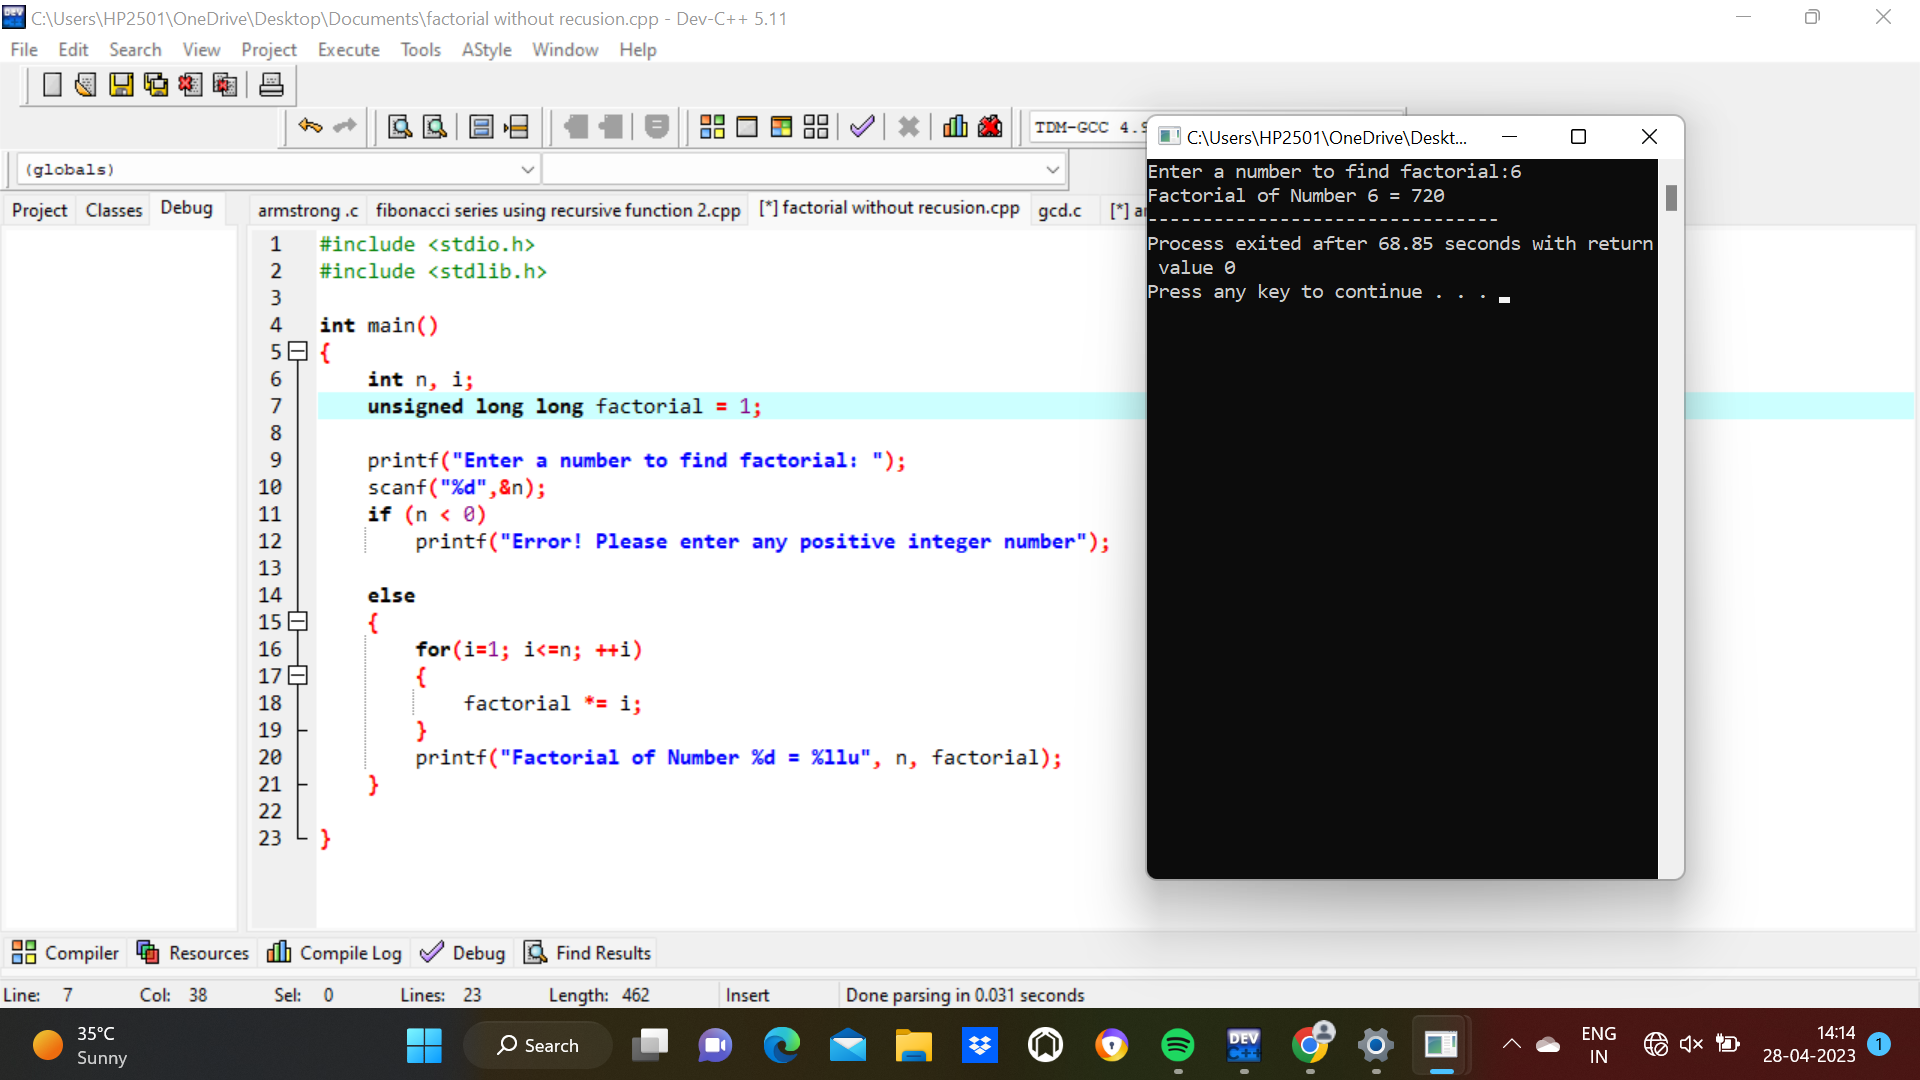 C:\Users\HP2501\OneDrive\Desktop\Documents\factorial without recusion.cpp - Dev-C++ 5.11
File Edit Search View Project Execute Tools AStyle Window Help
TDM-GCC 4.9
(globals)
Project Classes Debug
armstrong .c fibonacci series using recursive function 2.cpp [*] factorial without recusion.cpp gcd.c [*]
1 #include <stdio.h>
2 #include <stdlib.h>
3
4 int main()
5 {
6 int n, i;
7 unsigned long long factorial = 1;
8
9 printf("Enter a number to find factorial: ");
10 scanf("%d",&n);
11 if (n < 0)
12 printf("Error! Please enter any positive integer number");
13
14 else
15 {
16 for(i=1; i<=n; ++i)
17 {
18 factorial *= i;
19 }
20 printf("Factorial of Number %d = %llu", n, factorial);
21 }
22
23 }
C:\Users\HP2501\OneDrive\Deskt...
Enter a number to find factorial:6
Factorial of Number 6 = 720
--------------------------------
Process exited after 68.85 seconds with return
value 0
Press any key to continue . . .
Compiler Resources Compile Log Debug Find Results
Line: 7 Col: 38 Sel: 0 Lines: 23 Length: 462 Insert Done parsing in 0.031 seconds
35°C
Sunny
Search
DEV
C++
ENG
IN
14:14
28-04-2023
1